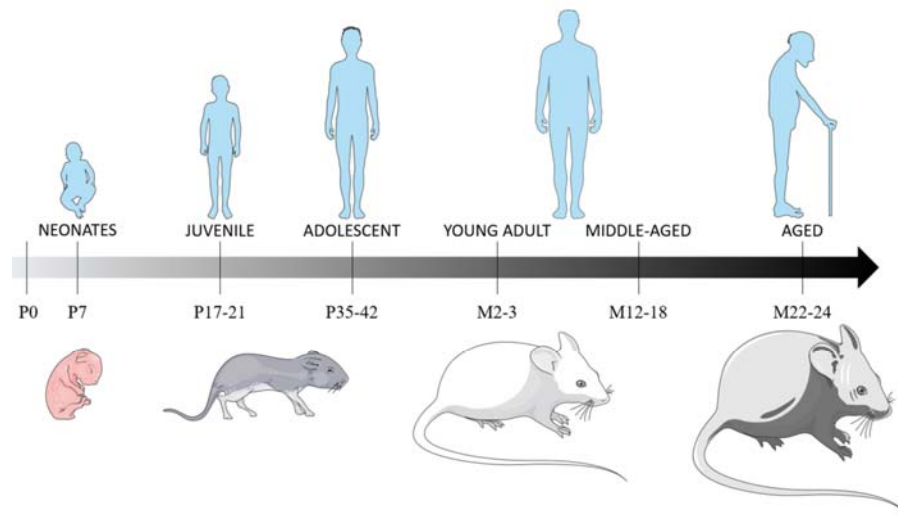 NEONATES JUVENILE ADOLESCENT YOUNG ADULT MIDDLE-AGED AGED
P0 P7 P17-21 P35-42 M2-3 M12-18 M22-24